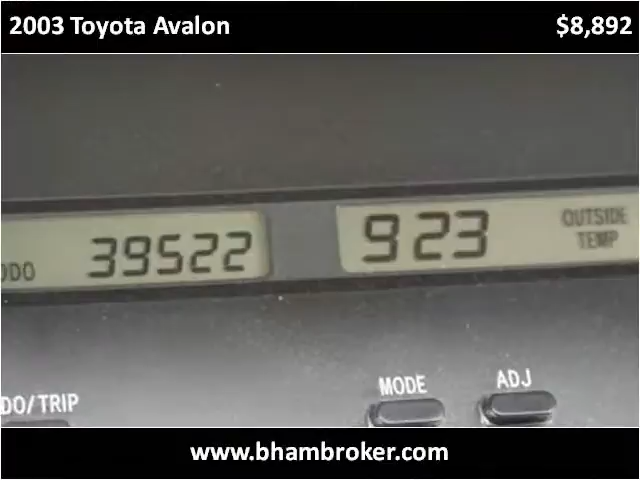 2003 Toyota Avalon $8,892
ODO 39522 923 OUTSIDE
TEMP
DO/TRIP MODE ADJ
www.bhambroker.com